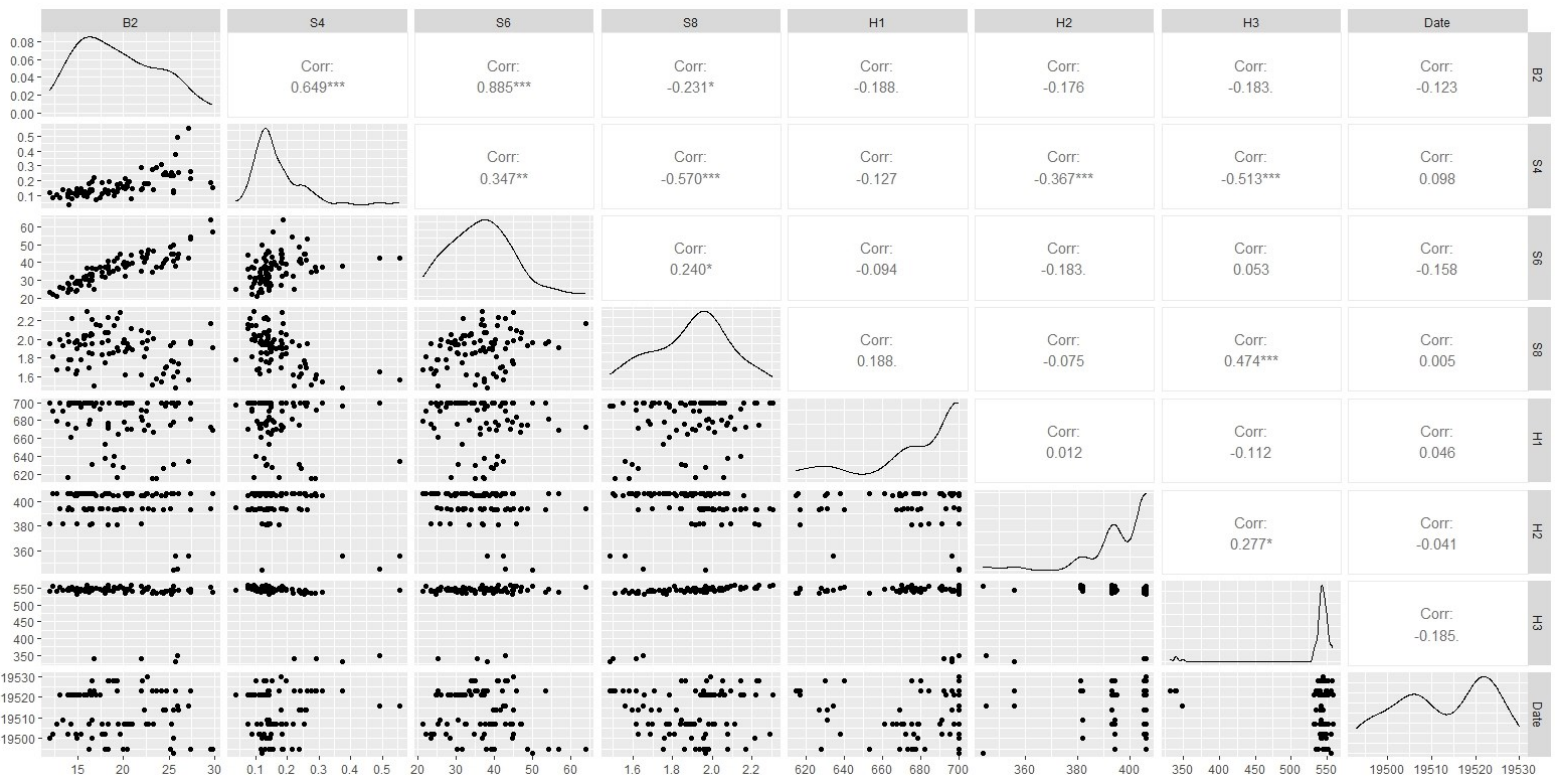 B2 S4 S6 S8 H1 H2 H3 Date
0.08
0.06
0.04
0.02
0.00
Corr: Corr: Corr: Corr: Corr: Corr: Corr:
0.649*** 0.885*** -0.231* -0.188. -0.176 -0.183. -0.123
B2
0.5
0.4
0.3
0.2
0.1
Corr: Corr: Corr: Corr: Corr: Corr:
0.347** -0.570*** -0.127 -0.367*** -0.513*** 0.098
S4
60
50
40
30
20
Corr: Corr: Corr: Corr: Corr:
0.240* -0.094 -0.183. 0.053 -0.158
S6
2.2
2.0
1.8
1.6
Corr: Corr: Corr: Corr:
0.188. -0.075 0.474*** 0.005
S8
700
680
660
640
620
Corr: Corr: Corr:
0.012 -0.112 0.046
H1
400
380
360
Corr: Corr:
0.277* -0.041
H2
550
500
450
400
350
Corr:
-0.185.
H3
19530
19520
19510
19500
Date
15 20 25 30 0.1 0.2 0.3 0.4 0.5 20 30 40 50 60 1.6 1.8 2.0 2.2 620 640 660 680 700 360 380 400 350 400 450 500 550 19500 19510 19520 19530